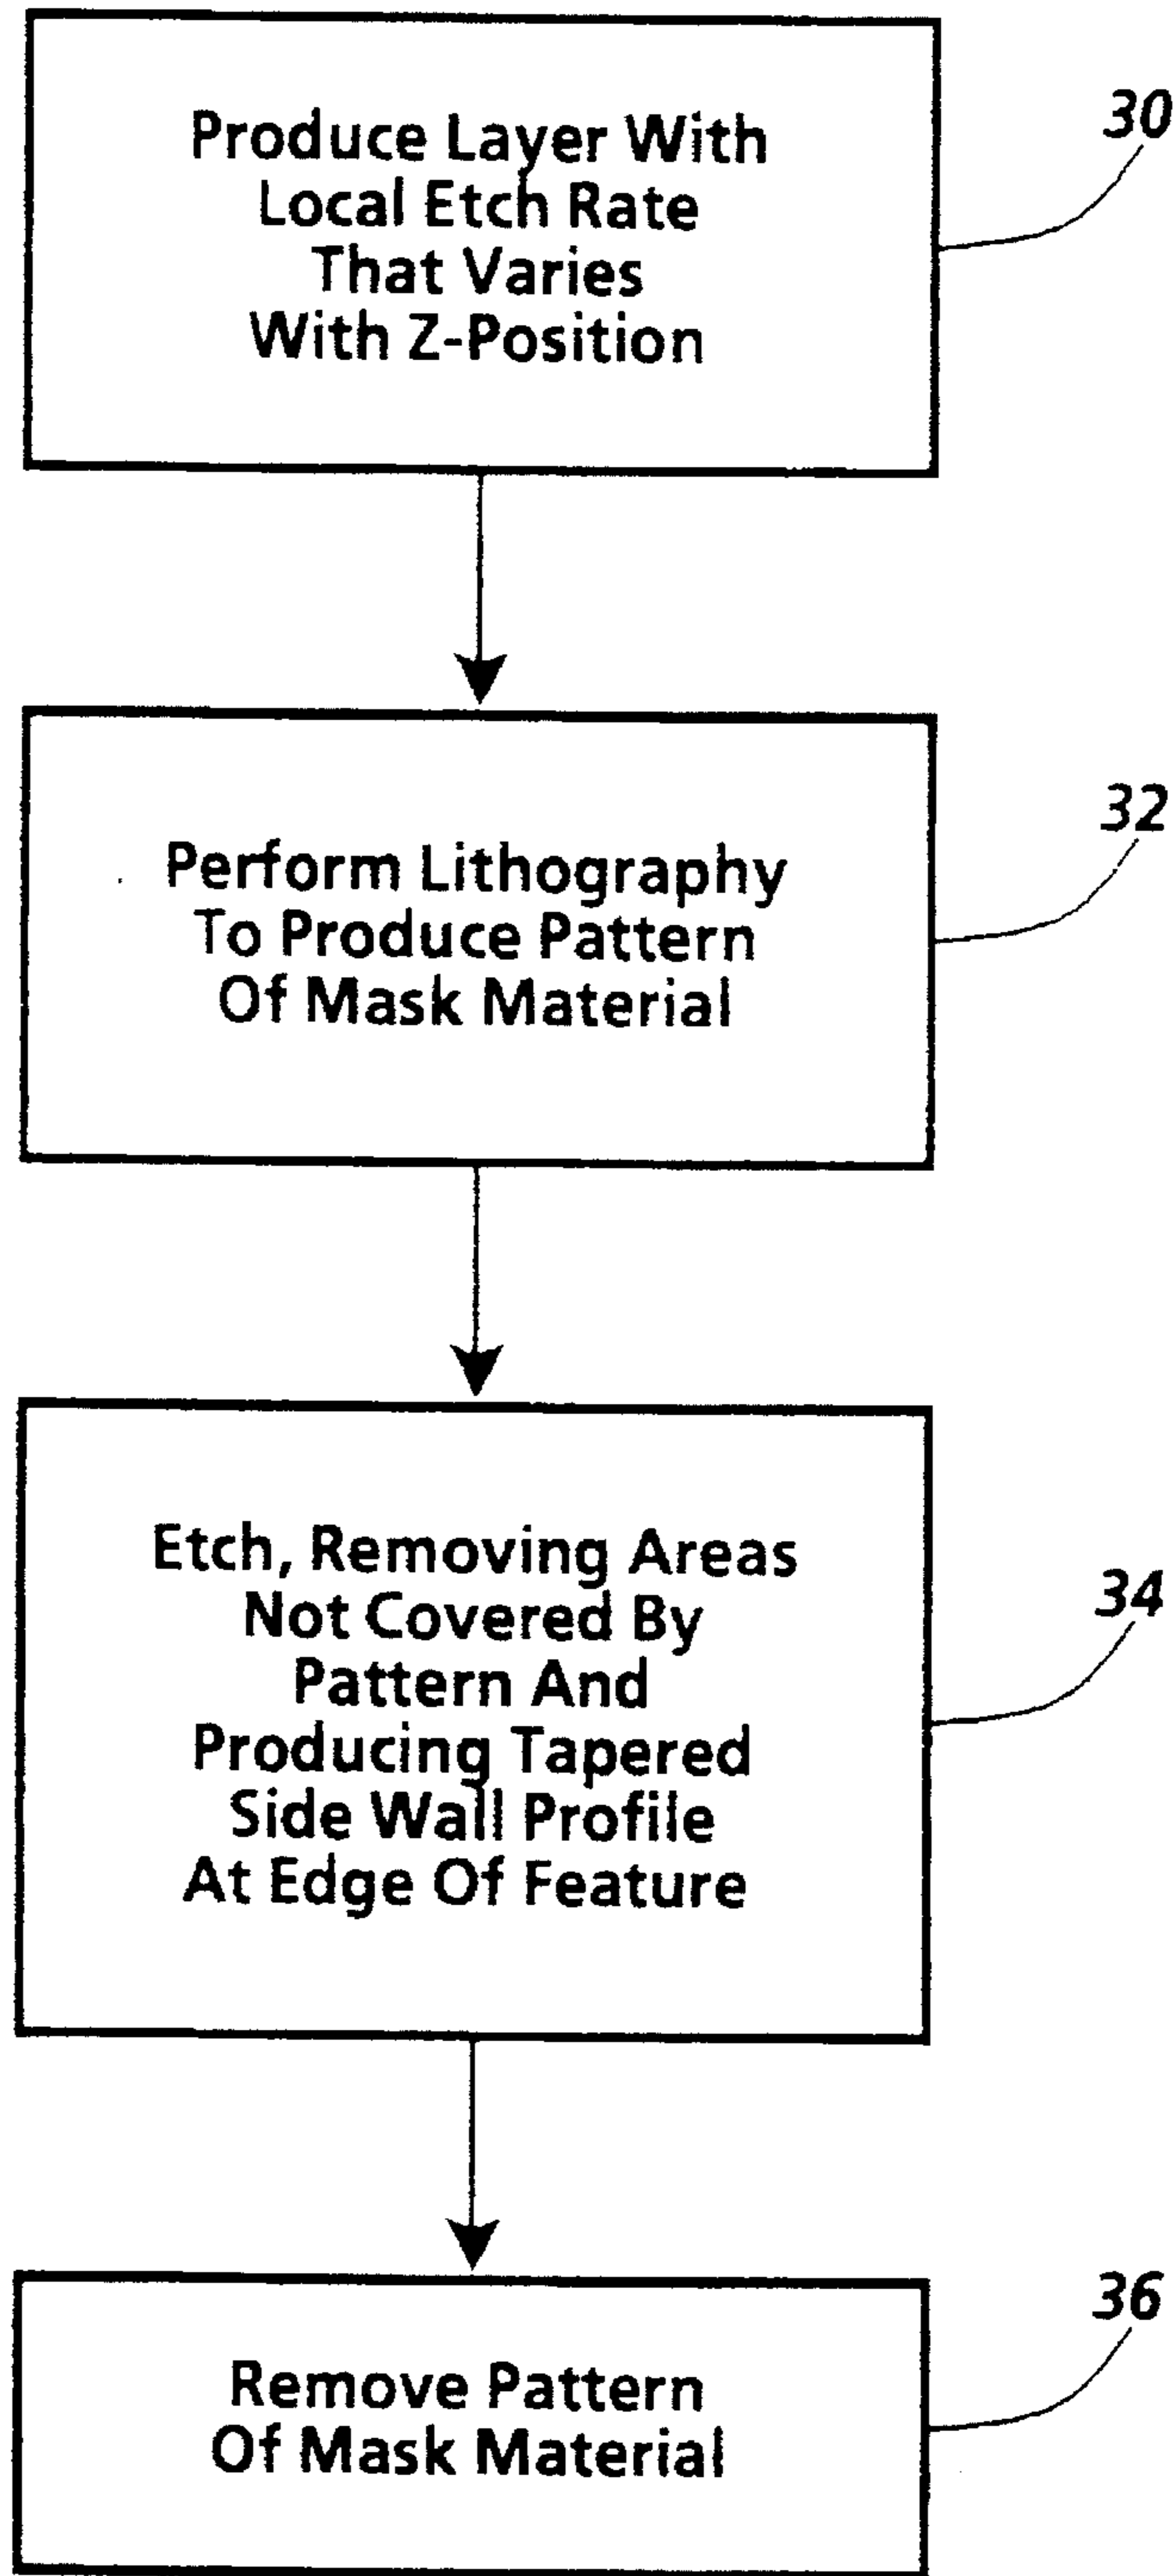 Produce Layer With
Local Etch Rate
That Varies
With Z-Position
30
Perform Lithography
To Produce Pattern
Of Mask Material
32
Etch, Removing Areas
Not Covered By
Pattern And
Producing Tapered
Side Wall Profile
At Edge Of Feature
34
Remove Pattern
Of Mask Material
36